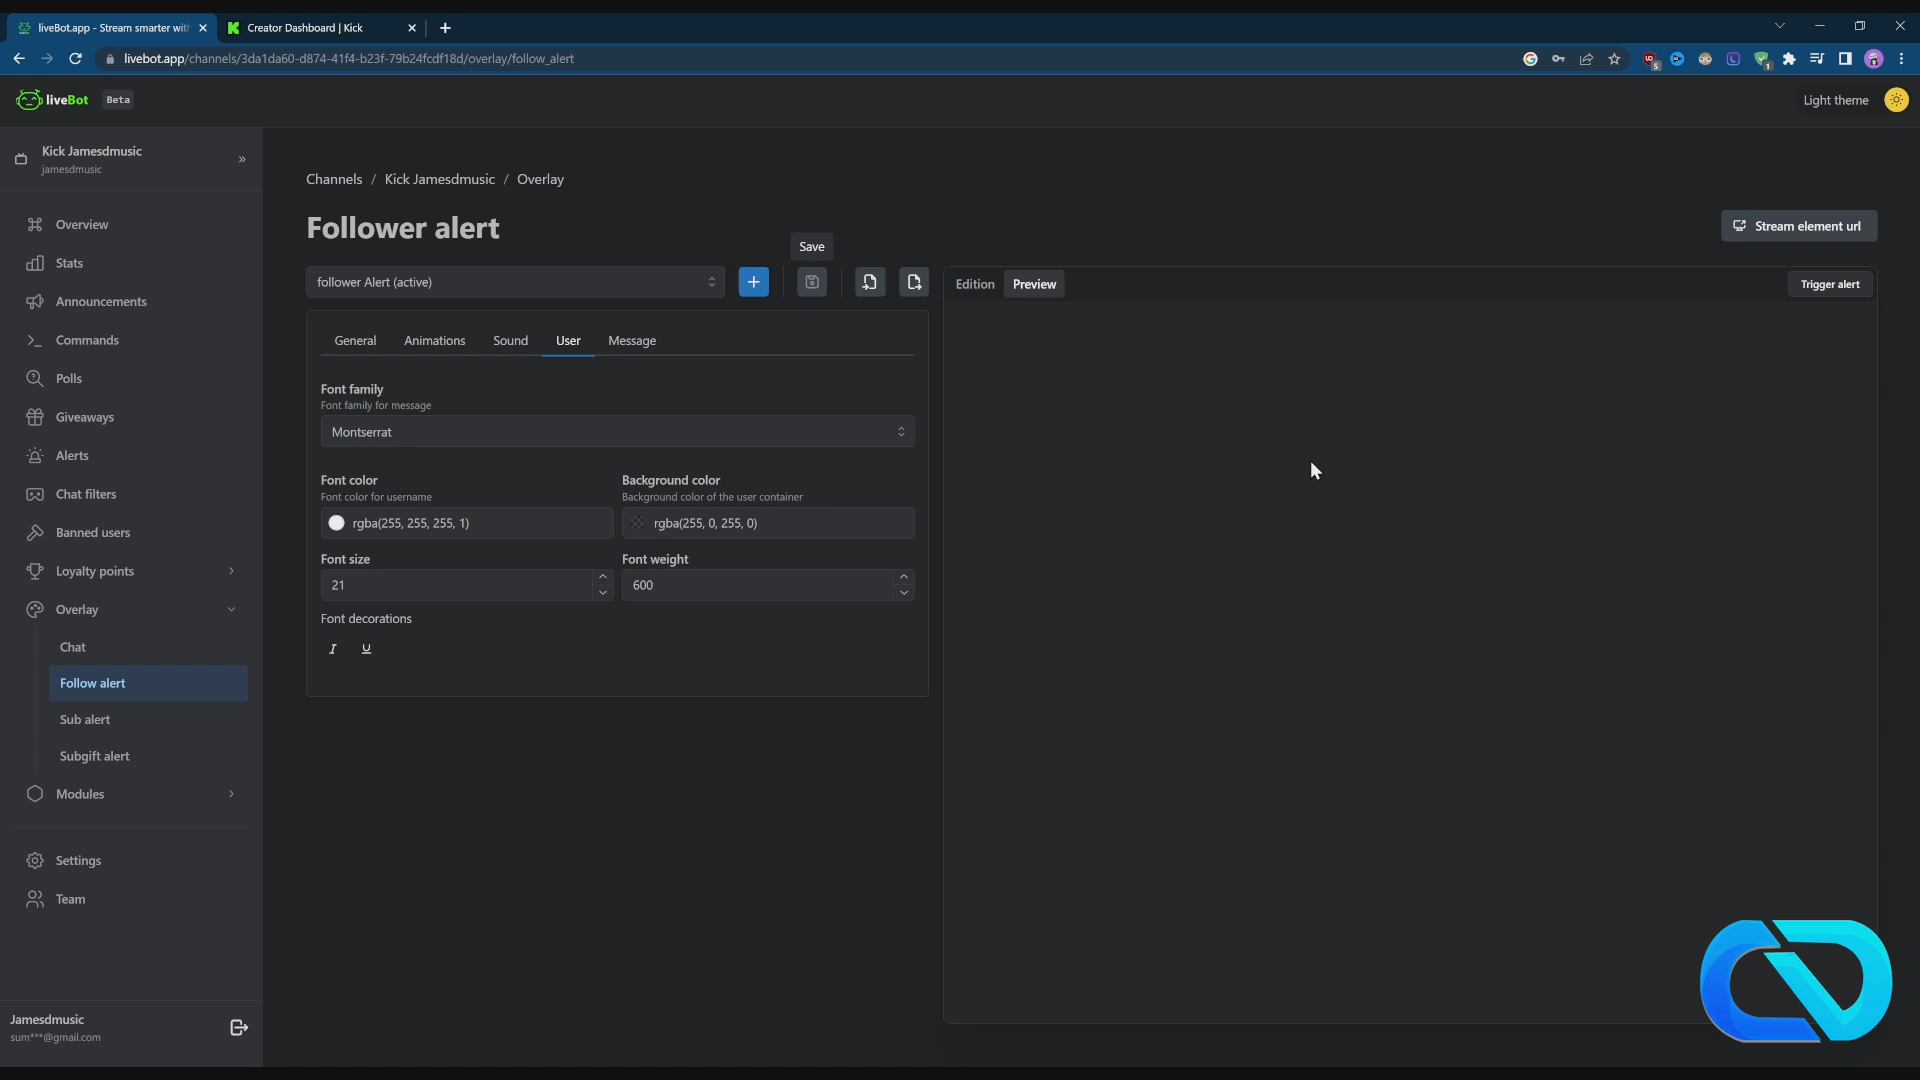 liveBot.app - Stream smarter with
Creator Dashboard | Kick
livebot.app/channels/3da1da60-d874-41f4-b23f-79b24fcdf18d/overlay/follow_alert
liveBot
Beta
Light theme
Kick Jamesdmusic
jamesdmusic
Overview
Stats
Announcements
Commands
Polls
Giveaways
Alerts
Chat filters
Banned users
Loyalty points
Overlay
Chat
Follow alert
Sub alert
Subgift alert
Modules
Settings
Team
Jamesdmusic
sum***@gmail.com
Channels / Kick Jamesdmusic / Overlay
Follower alert
Save
Stream element url
follower Alert (active)
Edition
Preview
Trigger alert
General
Animations
Sound
User
Message
Font family
Font family for message
Montserrat
Font color
Font color for username
rgba(255, 255, 255, 1)
Background color
Background color of the user container
rgba(255, 0, 255, 0)
Font size
21
Font weight
600
Font decorations
I
U